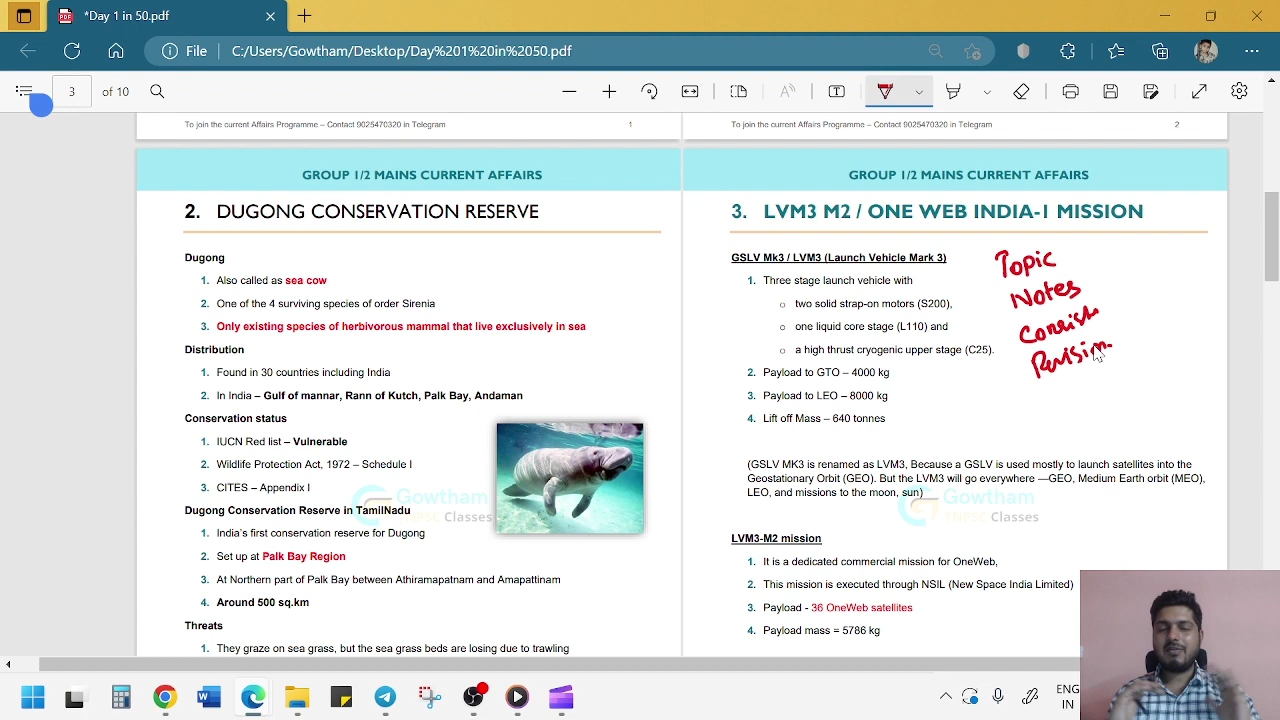 *Day 1 in 50.pdf
File C:/Users/Gowtham/Desktop/Day%201%20in%2050.pdf
3 of 10
To join the current Affairs Programme – Contact 9025470320 in Telegram 1
GROUP 1/2 MAINS CURRENT AFFAIRS
2. DUGONG CONSERVATION RESERVE
Dugong
1. Also called as sea cow
2. One of the 4 surviving species of order Sirenia
3. Only existing species of herbivorous mammal that live exclusively in sea
Distribution
1. Found in 30 countries including India
2. In India – Gulf of mannar, Rann of Kutch, Palk Bay, Andaman
Conservation status
1. IUCN Red list – Vulnerable
2. Wildlife Protection Act, 1972 – Schedule I
3. CITES – Appendix I
Gowtham
TNPSC Classes
Dugong Conservation Reserve in TamilNadu
1. India's first conservation reserve for Dugong
2. Set up at Palk Bay Region
3. At Northern part of Palk Bay between Athiramapatnam and Amapattinam
4. Around 500 sq.km
Threats
1. They graze on sea grass, but the sea grass beds are losing due to trawling
To join the current Affairs Programme – Contact 9025470320 in Telegram 2
GROUP 1/2 MAINS CURRENT AFFAIRS
3. LVM3 M2 / ONE WEB INDIA-1 MISSION
GSLV Mk3 / LVM3 (Launch Vehicle Mark 3)
1. Three stage launch vehicle with
○ two solid strap-on motors (S200),
○ one liquid core stage (L110) and
○ a high thrust cryogenic upper stage (C25).
2. Payload to GTO – 4000 kg
3. Payload to LEO – 8000 kg
4. Lift off Mass – 640 tonnes
Topic
Notes
Consist
Revision
(GSLV MK3 is renamed as LVM3, Because a GSLV is used mostly to launch satellites into the
Geostationary Orbit (GEO). But the LVM3 will go everywhere —GEO, Medium Earth orbit (MEO),
LEO, and missions to the moon, sun)
Gowtham
TNPSC Classes
LVM3-M2 mission
1. It is a dedicated commercial mission for OneWeb,
2. This mission is executed through NSIL (New Space India Limited)
3. Payload - 36 OneWeb satellites
4. Payload mass = 5786 kg
ENG
IN